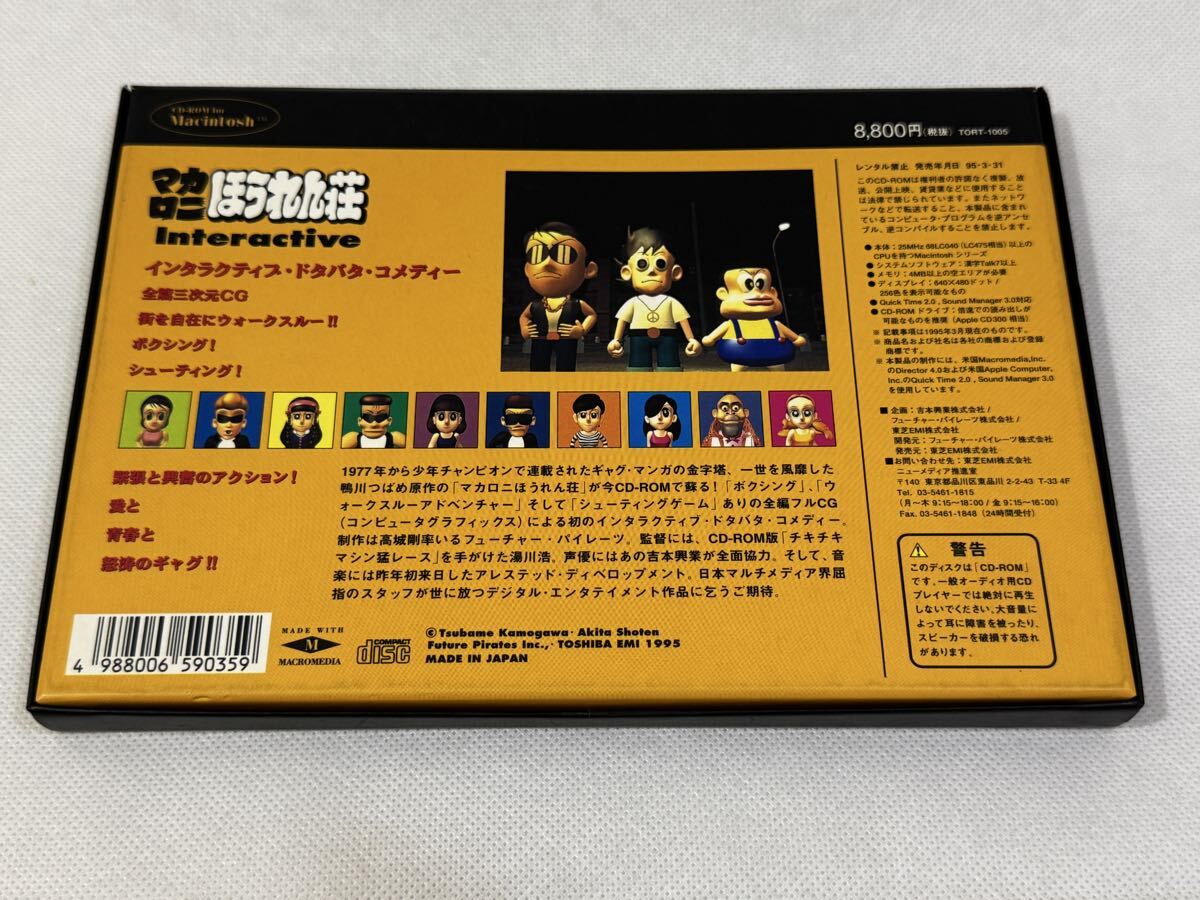 CD-ROM for
Macintosh™
8,800円(税抜) TORT-1005
マカロニ
ほうれん荘
Interactive
インタラクティブ・ドタバタ・コメディー
全篇三次元CG
街を自在にウォークスルー!!
ボクシング!
シューティング!
緊張と興奮のアクション!
愛と
青春と
怒涛のギャグ!!
1977年から少年チャンピオンで連載されたギャグ・マンガの金字塔、一世を風靡した
鴨川つばめ原作の「マカロニほうれん荘」が今CD-ROMで蘇る!「ボクシング」、「ウ
ォークスルーアドベンチャー」そして「シューティングゲーム」ありの全編フルCG
(コンピュータグラフィックス)による初のインタラクティブ・ドタバタ・コメディー。
制作は高城剛率いるフューチャー・パイレーツ。監督には、CD-ROM版「チキチキ
マシン猛レース」を手がけた湯川浩。声優にはあの吉本興業が全面協力。そして、音
楽には昨年初来日したアレステッド・ディベロップメント。日本マルチメディア界屈
指のスタッフが世に放つデジタル・エンタテイメント作品に乞うご期待。
4 988006 590359
MADE WITH
M
MACROMEDIA
COMPACT
disc
©Tsubame Kamogawa・Akita Shoten
Future Pirates Inc.,・TOSHIBA EMI 1995
MADE IN JAPAN
レンタル禁止 発売年月日 95・3・31
このCD-ROMは権利者の許諾なく複製、放
送、公開上映、賃貸業などに使用すること
は法律で禁じられています。またネットワ
ークなどで転送すること、本製品に含まれ
ているコンピュータ・プログラムを逆アンセ
ブル、逆コンパイルすることを禁止します。
●本体：25MHz 68LC040 (LC475相当)以上の
CPUを持つMacintosh シリーズ
●システムソフトウェア：漢字Talk7以上
●メモリ：4MB以上の空エリアが必要
●ディスプレイ：640×480ドット/
256色を表示可能なもの
●Quick Time 2.0 , Sound Manager 3.0対応
●CD-ROM ドライブ：倍速での読み出しが
可能なものを推奨 (Apple CD300 相当)
※ 記載事項は1995年3月現在のものです。
※ 商品名および社名は各社の商標および登録
商標です。
※ 本製品の制作には、米国Macromedia,Inc.
のDirector 4.0および米国Apple Computer,
Inc.のQuick Time 2.0 , Sound Manager 3.0
を使用しています。
■企画：吉本興業株式会社/
フューチャー・パイレーツ株式会社/
東芝EMI株式会社
開発元：フューチャー・パイレーツ株式会社
発売元：東芝EMI株式会社
■お問い合わせ先：東芝EMI株式会社
ニューメディア推進室
〒140 東京都品川区東品川 2-2-43 T-33 4F
Tel. 03-5461-1815
(月〜木 9:15〜18:00 / 金 9:15〜16:00)
Fax. 03-5461-1848 (24時間受付)
警告
このディスクは「CD-ROM」
です。一般オーディオ用CD
プレイヤーでは絶対に再生
しないでください。大音量に
よって耳に障害を被ったり、
スピーカーを破損する恐れ
があります。